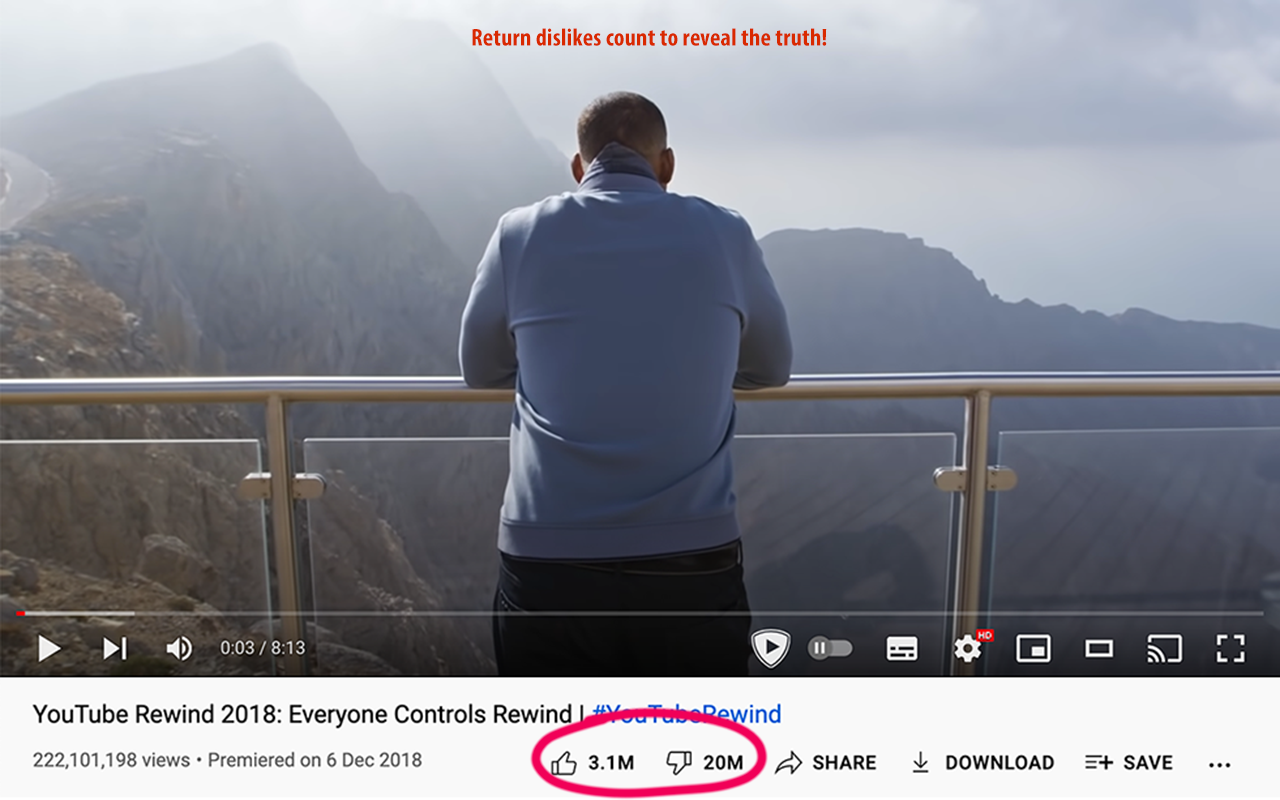 Return dislikes count to reveal the truth!
0:03 / 8:13
HD
YouTube Rewind 2018: Everyone Controls Rewind | #YouTubeRewind
222,101,198 views • Premiered on 6 Dec 2018
3.1M 20M SHARE DOWNLOAD SAVE